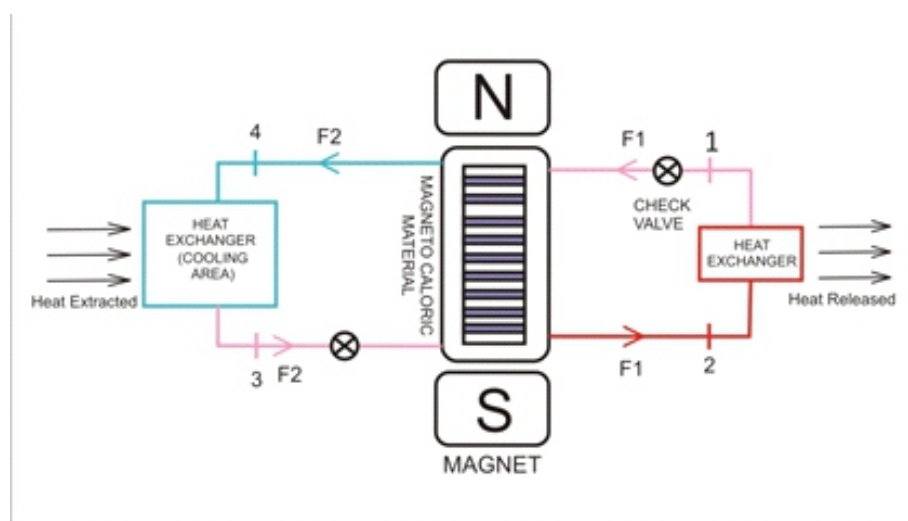 N
4
F2
F1
1
MAGNETO CALORIC
MATERIAL
CHECK
VALVE
HEAT
EXCHANGER
(COOLING
AREA)
HEAT
EXCHANGER
Heat Extracted
Heat Released
3
F2
F1
2
S
MAGNET